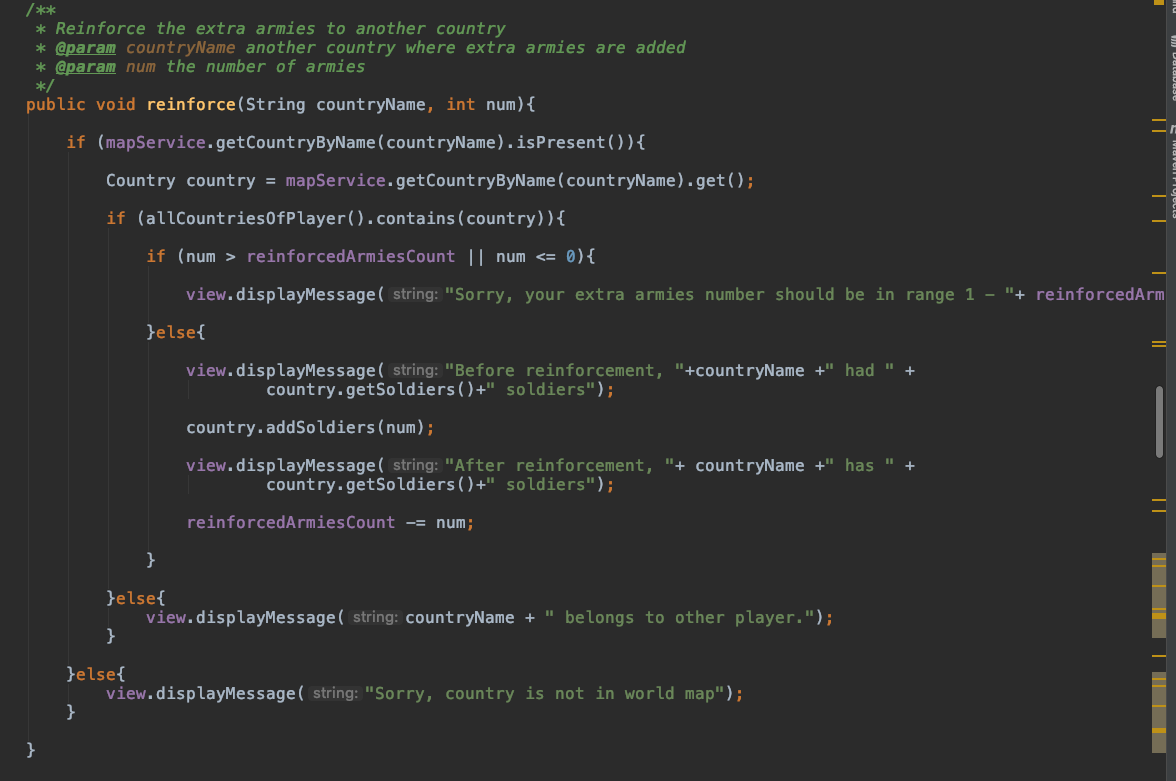 /**
 * Reinforce the extra armies to another country
 * @param countryName another country where extra armies are added
 * @param num the number of armies
 */
public void reinforce(String countryName, int num){
if (mapService.getCountryByName(countryName).isPresent()){
Country country = mapService.getCountryByName(countryName).get();
if (allCountriesOfPlayer().contains(country)){
if (num > reinforcedArmiesCount || num <= 0){
view.displayMessage( string: "Sorry, your extra armies number should be in range 1 - "+ reinforcedArm
}else{
view.displayMessage( string: "Before reinforcement, "+countryName +" had " +
country.getSoldiers()+" soldiers");
country.addSoldiers(num);
view.displayMessage( string: "After reinforcement, "+ countryName +" has " +
country.getSoldiers()+" soldiers");
reinforcedArmiesCount -= num;
}
}else{
view.displayMessage( string: countryName + " belongs to other player.");
}
}else{
view.displayMessage( string: "Sorry, country is not in world map");
}
}